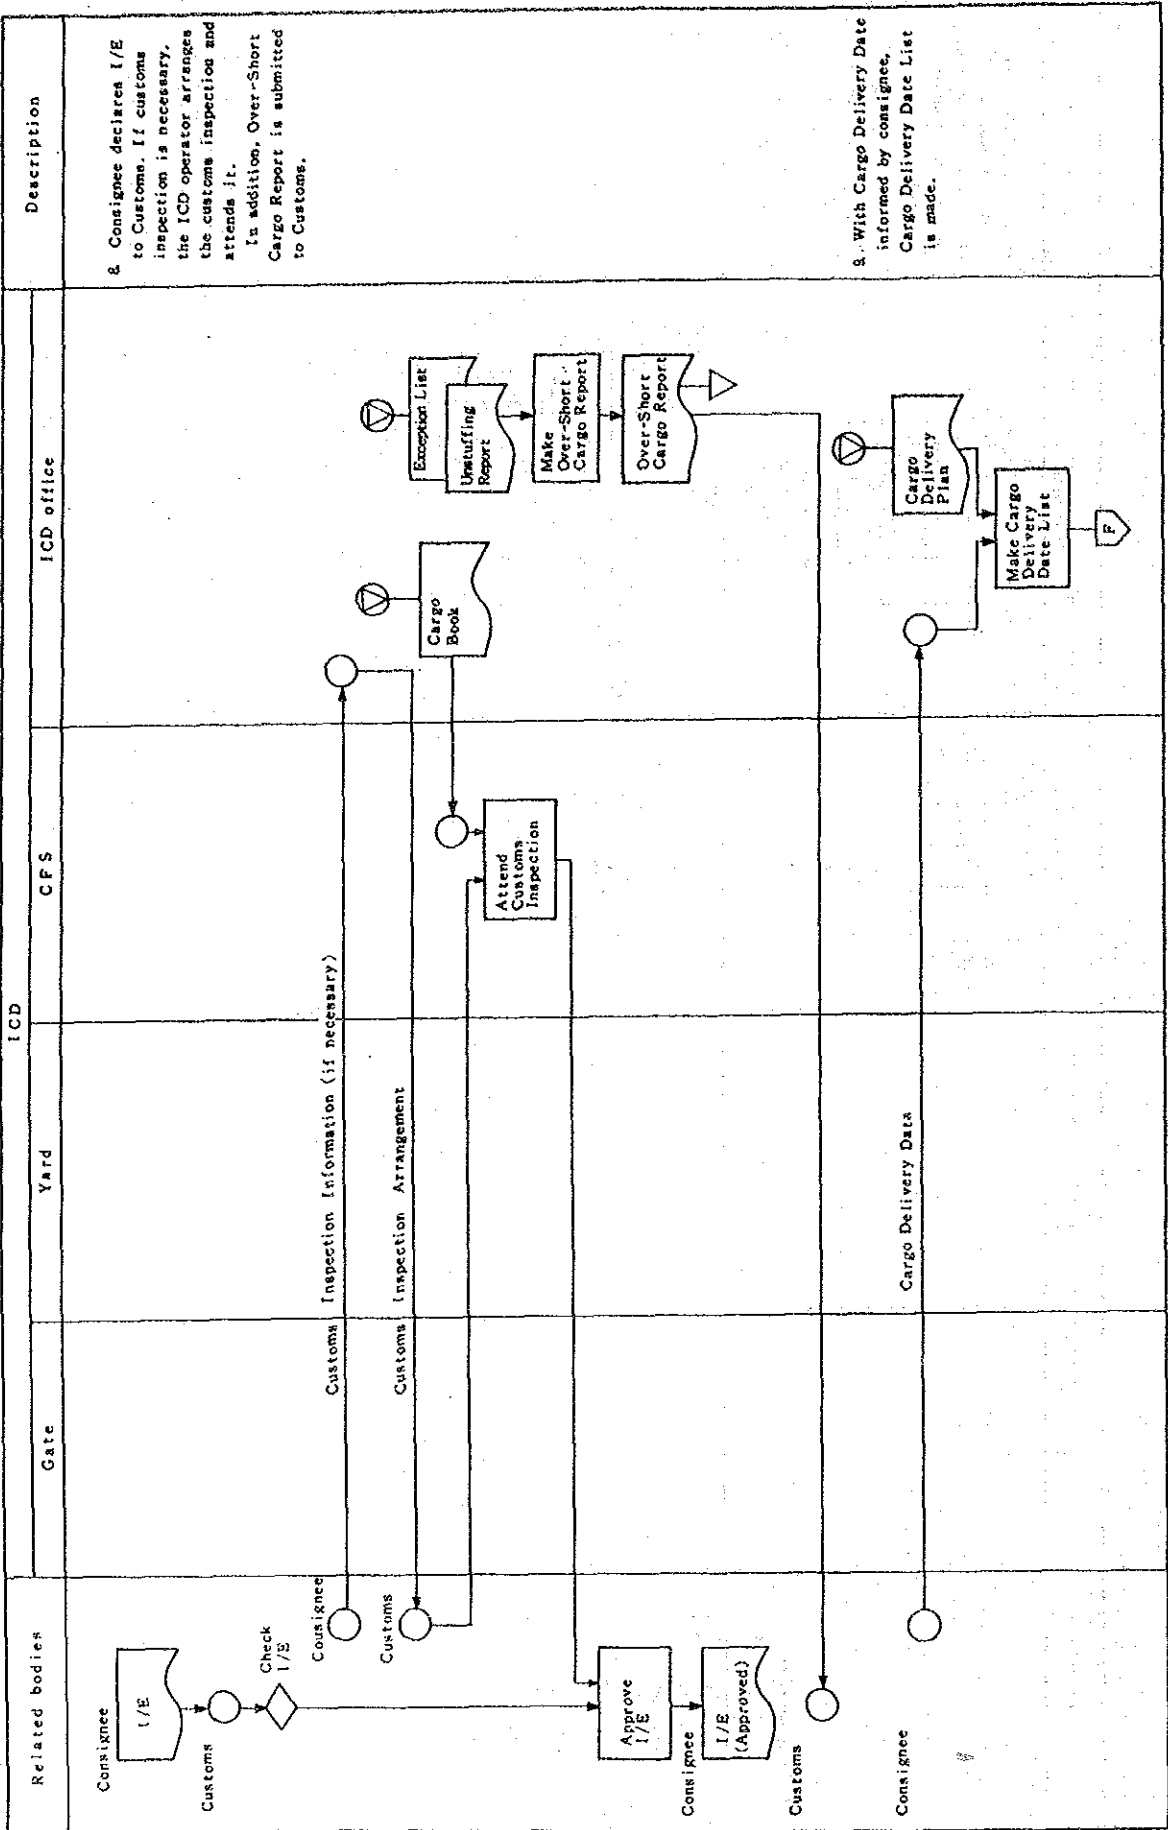 Related bodies
ICD
Gate
Yard
CFS
ICD office
Description
Consignee
I/E
Customs
Check
I/E
Consignee
Customs Inspection Information (if necessary)
Customs
Customs Inspection Arrangement
Cargo
Book
Attend
Customs
Inspection
Exception List
Unstuffing
Report
Make
Over-Short
Cargo Report
Over-Short
Cargo Report
Approve
I/E
Consignee
I/E
(Approved)
Customs
Consignee
Cargo Delivery Data
Cargo
Delivery
Plan
Make Cargo
Delivery
Date List
F
8. Consignee declares I/E
to Customs. If customs
inspection is necessary,
the ICD operator arranges
the customs inspection and
attends it.
In addition, Over-Short
Cargo Report is submitted
to Customs.
9. With Cargo Delivery Date
informed by consignee,
Cargo Delivery Date List
is made.